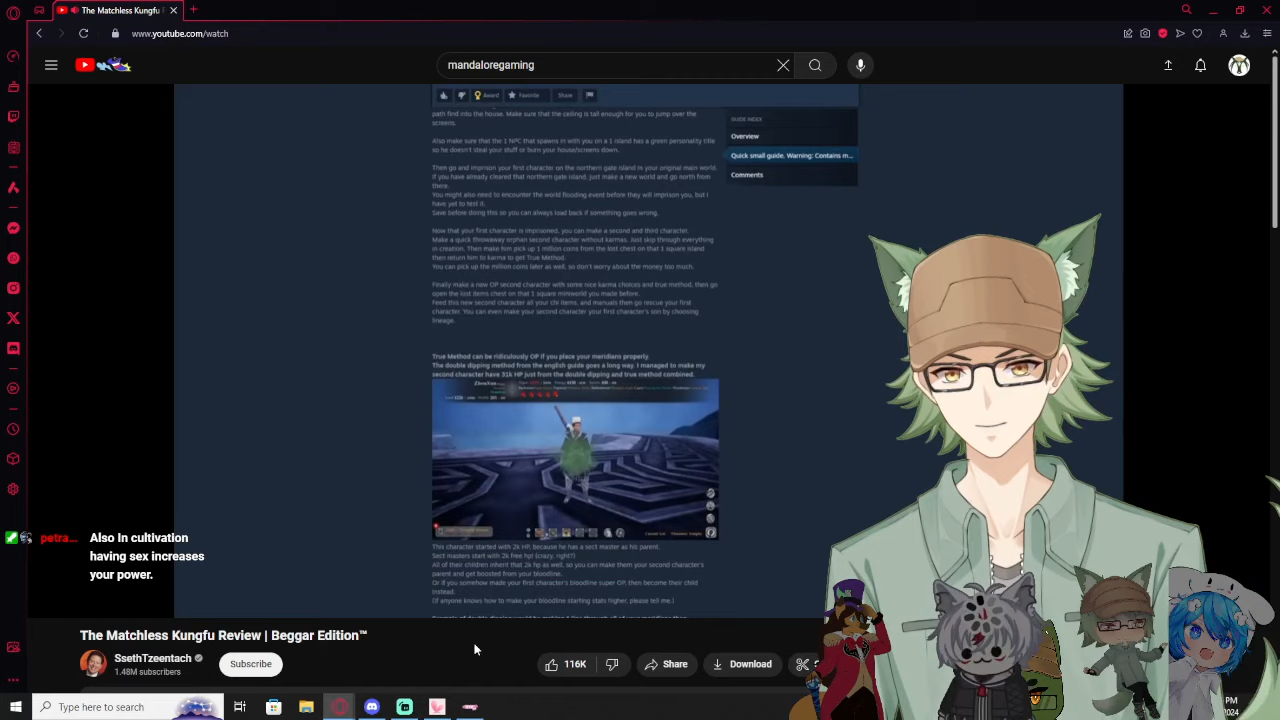 The Matchless Kungfu
www.youtube.com/watch
mandaloregaming
Award
Favorite
Share
path find into the house. Make sure that the ceiling is tall enough for you to jump over the
screens.
Also make sure that the 1 NPC that spawns in with you on a 1 island has a green personality title
so he doesn't steal your stuff or burn your house/screens down.
Then go and imprison your first character on the northern gate island in your original main world.
If you have already cleared that northern gate island, just make a new world and go north from
there.
You might also need to encounter the world flooding event before they will imprison you, but I
have yet to test it.
Save before doing this so you can always load back if something goes wrong.
Now that your first character is imprisoned, you can make a second and third character.
Make a quick throwaway orphan second character without karmas. Just skip through everything
in creation. Then make him pick up 1 million coins from the lost chest on that 1 square island
then return him to karma to get True Method.
You can pick up the million coins later as well, so don't worry about the money too much.
Finally make a new OP second character with some nice karma choices and true method, then go
open the lost items chest on that 1 square miniworld you made before.
Feed this new second character all your chi items, and manuals then go rescue your first
character. You can even make your second character your first character's son by choosing
lineage.
True Method can be ridiculously OP if you place your meridians properly.
The double dipping method from the english guide goes a long way. I managed to make my
second character have 31k HP just from the double dipping and true method combined.
This character started with 2k HP, because he has a sect master as his parent.
Sect masters start with 2k free hp! (crazy, right?)
All of their children inherit that 2k hp as well, so you can make them your second character's
parent and get boosted from your bloodline.
Or if you somehow made your first character's bloodline super OP, then become their child
instead.
(If anyone knows how to make your bloodline starting stats higher, please tell me.)
GUIDE INDEX
Overview
Quick small guide, Warning: Contains m...
Comments
petra...
Also In cultivation
having sex increases
your power.
The Matchless Kungfu Review | Beggar Edition™
SsethTzeentach
1.48M subscribers
Subscribe
116K
Share
Download
Type here to search
PM
2024